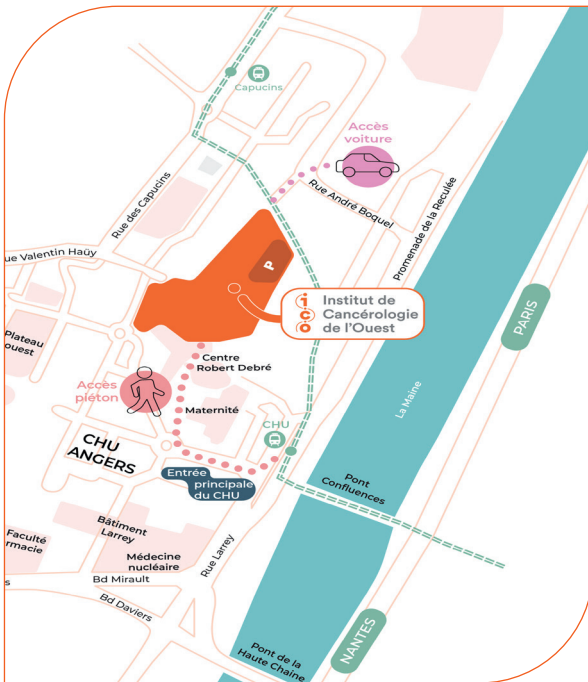 Capucins
Accès
voiture
Rue André Boquel
Promenade de la Reculée
Rue des Capucins
ue Valentin Haüy
P
ico
Institut de
Cancérologie
de l'Ouest
PARIS
Plateau
ouest
Centre
Robert Debré
Accès
piéton
Maternité
La Maine
CHU
CHU
ANGERS
Entrée
principale
du CHU
Pont
Confluences
Bâtiment
Larrey
Faculté
rmacie
Médecine
nucléaire
Rue Larrey
s
Bd Mirault
Bd Daviers
NANTES
Pont de la
Haute Chaine